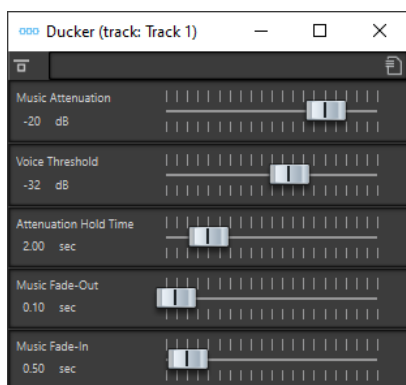 Ducker (track: Track 1)
Music Attenuation
-20 dB
Voice Threshold
-32 dB
Attenuation Hold Time
2.00 sec
Music Fade-Out
0.10 sec
Music Fade-In
0.50 sec